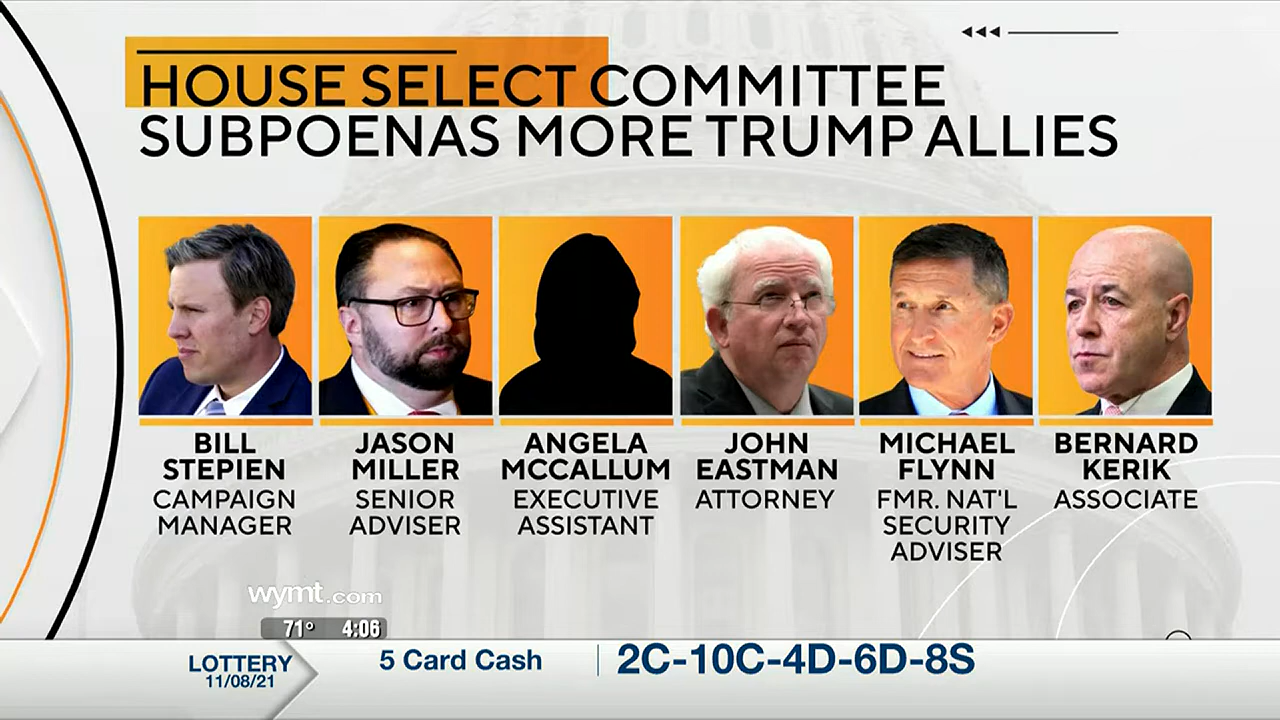 HOUSE SELECT COMMITTEE
SUBPOENAS MORE TRUMP ALLIES
BILL
STEPIEN
CAMPAIGN
MANAGER
JASON
MILLER
SENIOR
ADVISER
ANGELA
MCCALLUM
EXECUTIVE
ASSISTANT
JOHN
EASTMAN
ATTORNEY
MICHAEL
FLYNN
FMR. NAT'L
SECURITY
ADVISER
BERNARD
KERIK
ASSOCIATE
wymt.com
71° 4:06
LOTTERY
11/08/21
5 Card Cash
2C-10C-4D-6D-8S